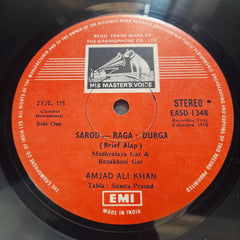 REGD. TRADE MARK OF
THE GRAMOPHONE CO. LTD.
HIS MASTER'S VOICE
2YJE. 115
Classical
Instrumental
Side One
STEREO
EASD 1348
Recording First
Published 1970
SAROD — RAGA : DURGA
(Brief Alap)
Madhyalaya Gat &
Rezakhani Gat
AMJAD ALI KHAN
Tabla : Samta Prasad
EMI
MADE IN INDIA